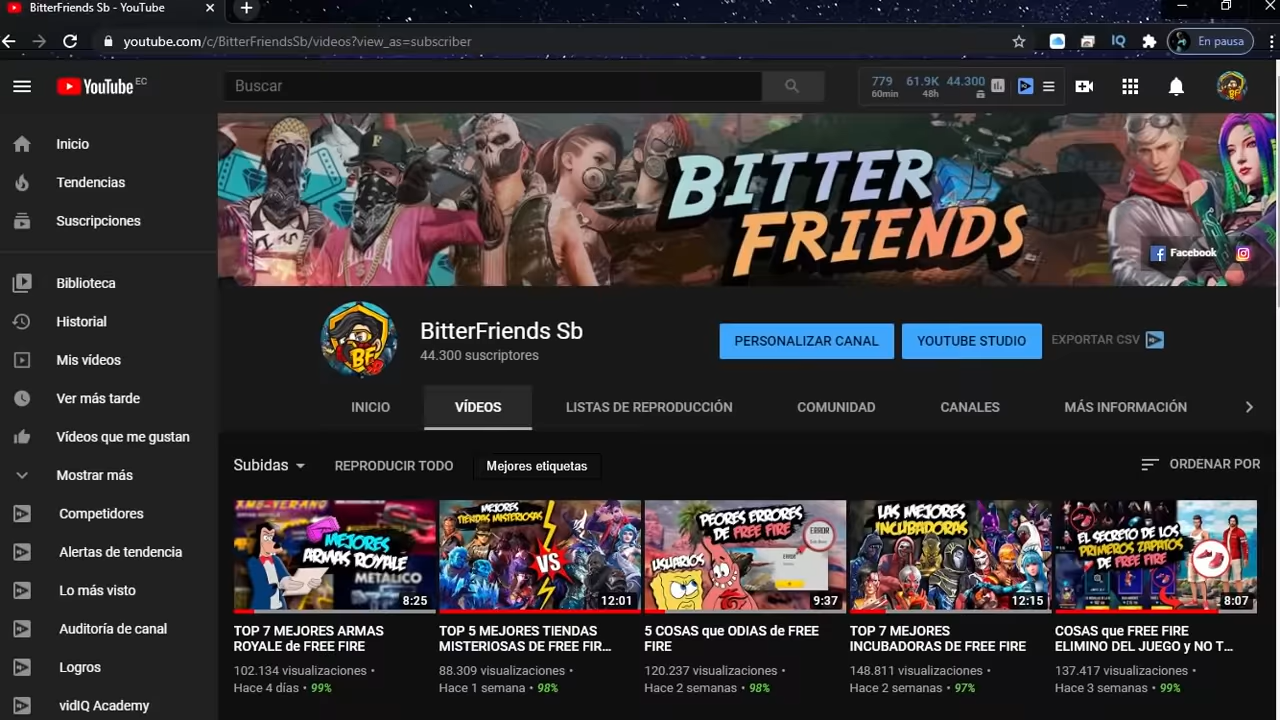 BitterFriends Sb - YouTube
youtube.com/c/BitterFriendsSb/videos?view_as=subscriber
IQ
En pausa
YouTube EC
Buscar
779 61.9K 44.300
60min 48h
Inicio
Tendencias
Suscripciones
Biblioteca
Historial
Mis vídeos
Ver más tarde
Vídeos que me gustan
Mostrar más
Competidores
Alertas de tendencia
Lo más visto
Auditoría de canal
Logros
vidIQ Academy
BITTER
FRIENDS
Facebook
BF
SB
BitterFriends Sb
44.300 suscriptores
PERSONALIZAR CANAL
YOUTUBE STUDIO
EXPORTAR CSV
INICIO
VÍDEOS
LISTAS DE REPRODUCCIÓN
COMUNIDAD
CANALES
MÁS INFORMACIÓN
Subidas
REPRODUCIR TODO
Mejores etiquetas
ORDENAR POR
MEJORES
ARMAS ROYALE
METÁLICO
8:25
TOP 7 MEJORES ARMAS
ROYALE de FREE FIRE
102.134 visualizaciones •
Hace 4 días • 99%
MEJORES
TIENDAS MISTERIOSAS
VS
12:01
TOP 5 MEJORES TIENDAS
MISTERIOSAS DE FREE FIR...
88.309 visualizaciones •
Hace 1 semana • 98%
PEORES ERRORES
DE FREE FIRE
USUARIOS
ERROR
ERROR
9:37
5 COSAS que ODIAS de FREE
FIRE
120.237 visualizaciones •
Hace 2 semanas • 98%
LAS MEJORES
INCUBADORAS
12:15
TOP 7 MEJORES
INCUBADORAS DE FREE FIRE
148.811 visualizaciones •
Hace 2 semanas • 97%
EL SECRETO DE LOS
PRIMEROS ZAPATOS
DE FREE FIRE
8:07
COSAS que FREE FIRE
ELIMINO DEL JUEGO y NO T...
137.417 visualizaciones •
Hace 3 semanas • 99%